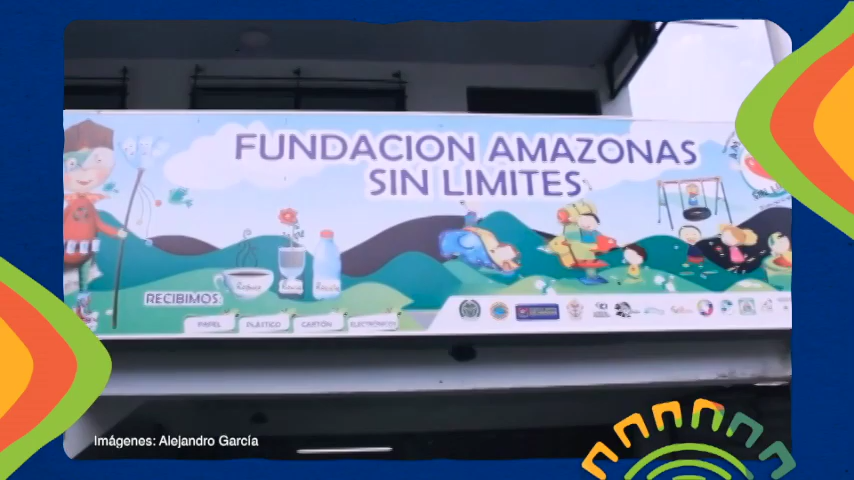 FUNDACION AMAZONAS
SIN LIMITES
RECIBIMOS:
PAPEL
PLÁSTICO
CARTÓN
ELECTRÓNICOS
Imágenes: Alejandro García